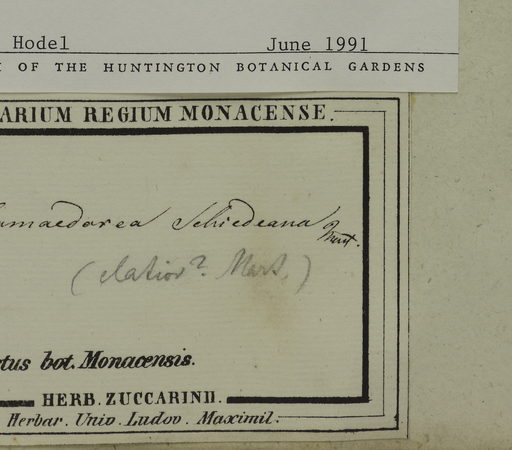 Hodel June 1991
OF THE HUNTINGTON BOTANICAL GARDENS
ARIUM REGIUM MONACENSE.
amaedorea Schiedeana Mart.
(elatior? Mart.)
tus bot. Monacensis.
HERB. ZUCCARINII.
Herbar. Univ. Ludov. Maximil.